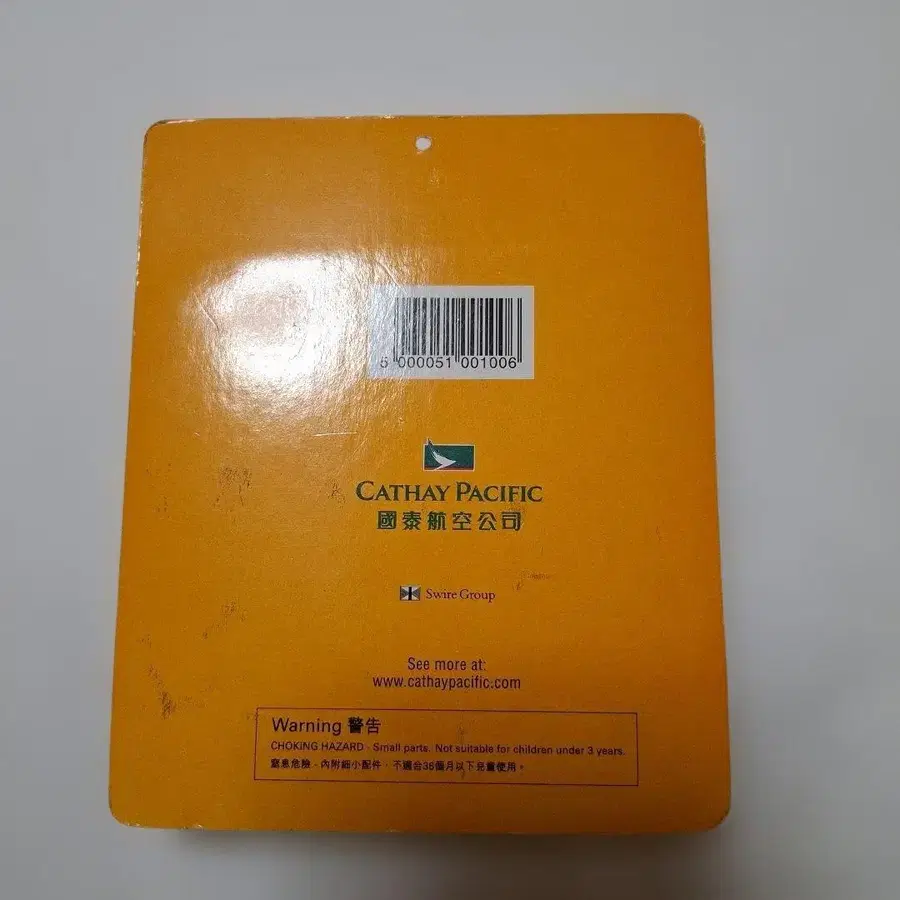 5 000051 001006
CATHAY PACIFIC
國泰航空公司
Swire Group
See more at:
www.cathaypacific.com
Warning 警告
CHOKING HAZARD - Small parts. Not suitable for children under 3 years.
窒息危險 - 內附細小配件，不適合36個月以下兒童使用。